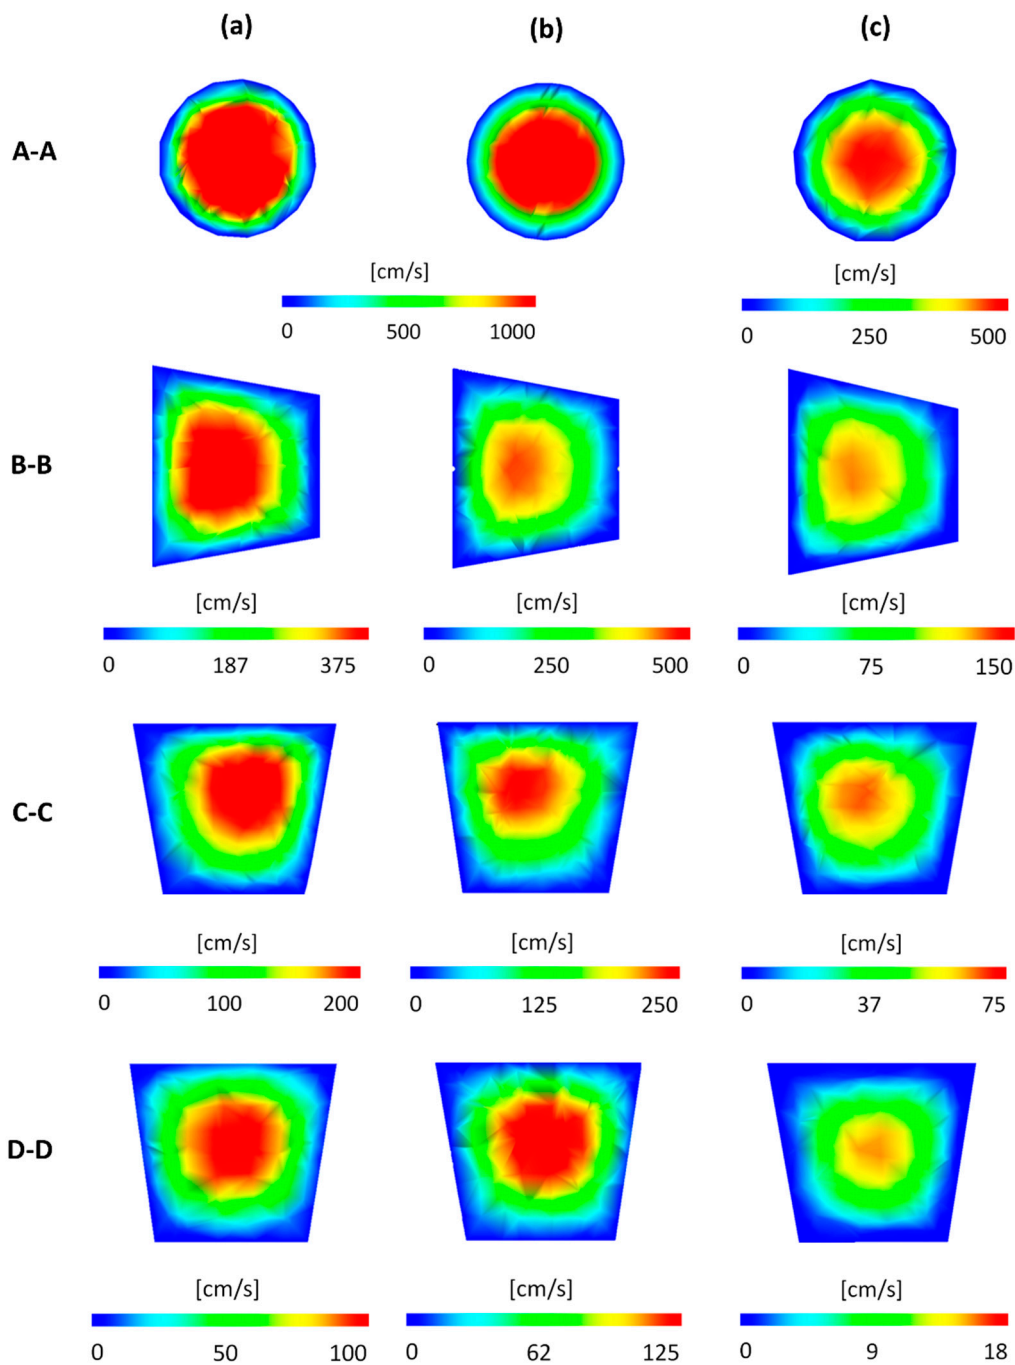 (a) (b) (c)
A-A
[cm/s] [cm/s]
0 500 1000 0 250 500
B-B
[cm/s] [cm/s] [cm/s]
0 187 375 0 250 500 0 75 150
C-C
[cm/s] [cm/s] [cm/s]
0 100 200 0 125 250 0 37 75
D-D
[cm/s] [cm/s] [cm/s]
0 50 100 0 62 125 0 9 18